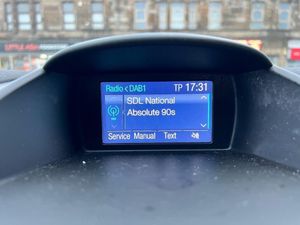 Radio < DAB1 TP 17:31
SDL National
Absolute 90s
Service Manual Text